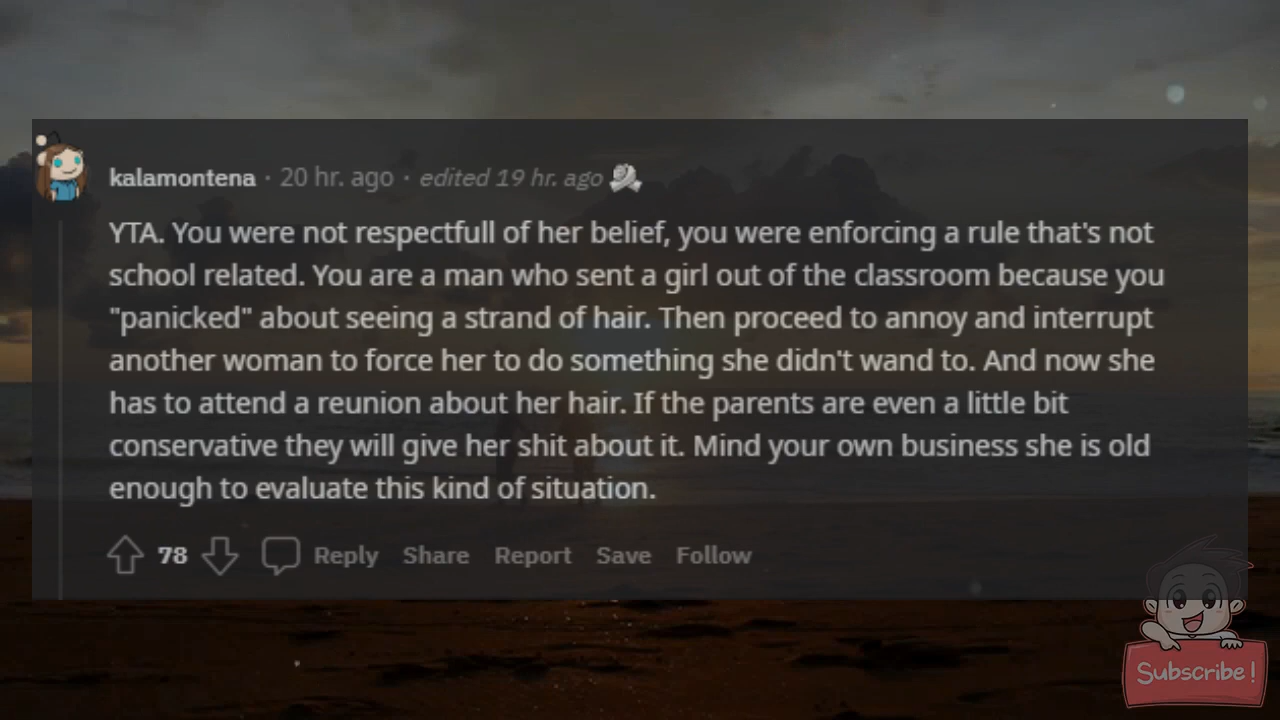 kalamontena · 20 hr. ago · edited 19 hr. ago
YTA. You were not respectfull of her belief, you were enforcing a rule that's not
school related. You are a man who sent a girl out of the classroom because you
"panicked" about seeing a strand of hair. Then proceed to annoy and interrupt
another woman to force her to do something she didn't wand to. And now she
has to attend a reunion about her hair. If the parents are even a little bit
conservative they will give her shit about it. Mind your own business she is old
enough to evaluate this kind of situation.
78 Reply Share Report Save Follow
Subscribe!